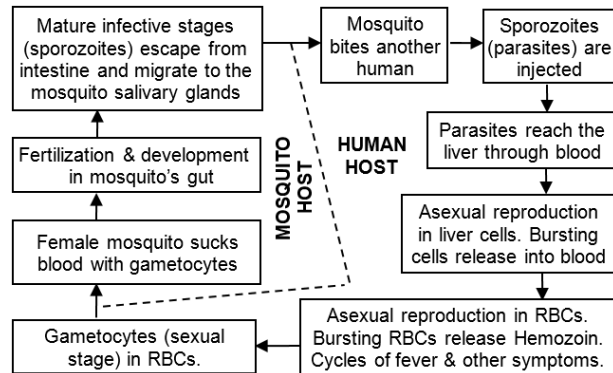 Mature infective stages
(sporozoites) escape from
intestine and migrate to the
mosquito salivary glands
Mosquito
bites another
human
Sporozoites
(parasites) are
injected
Parasites reach the
liver through blood
Asexual reproduction
in liver cells. Bursting
cells release into blood
Asexual reproduction in RBCs.
Bursting RBCs release Hemozoin.
Cycles of fever & other symptoms.
Gametocytes (sexual
stage) in RBCs.
Female mosquito sucks
blood with gametocytes
Fertilization & development
in mosquito's gut
MOSQUITO
HOST
HUMAN
HOST